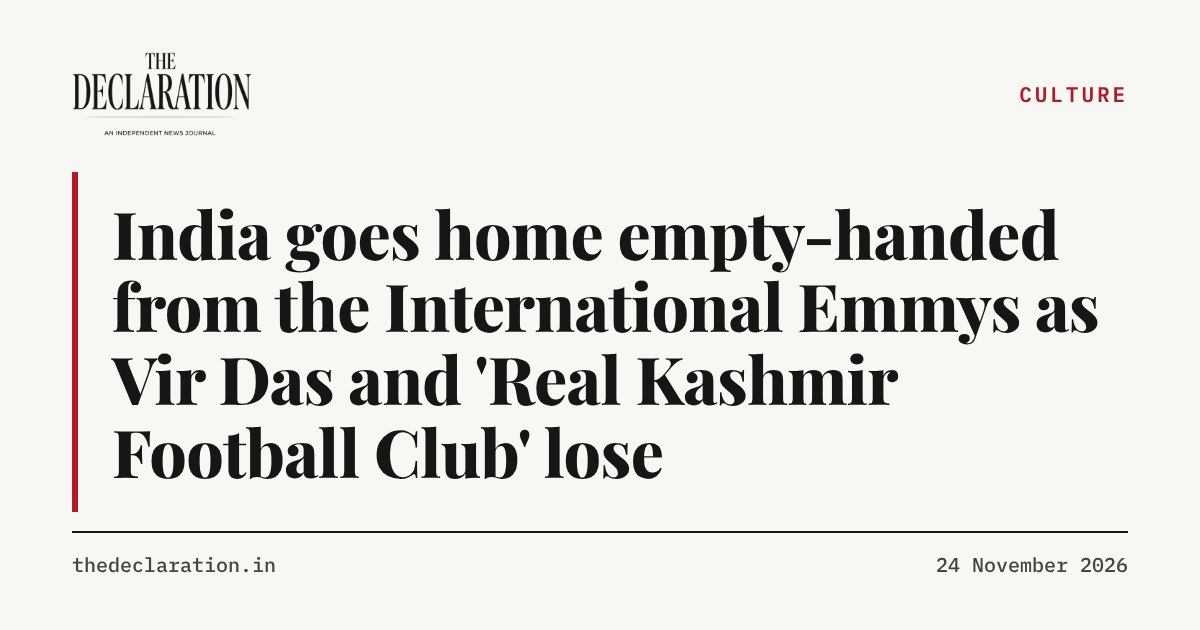 THE
DECLARATION
AN INDEPENDENT NEWS JOURNAL
CULTURE
India goes home empty-handed
from the International Emmys as
Vir Das and 'Real Kashmir
Football Club' lose
thedeclaration.in
24 November 2026